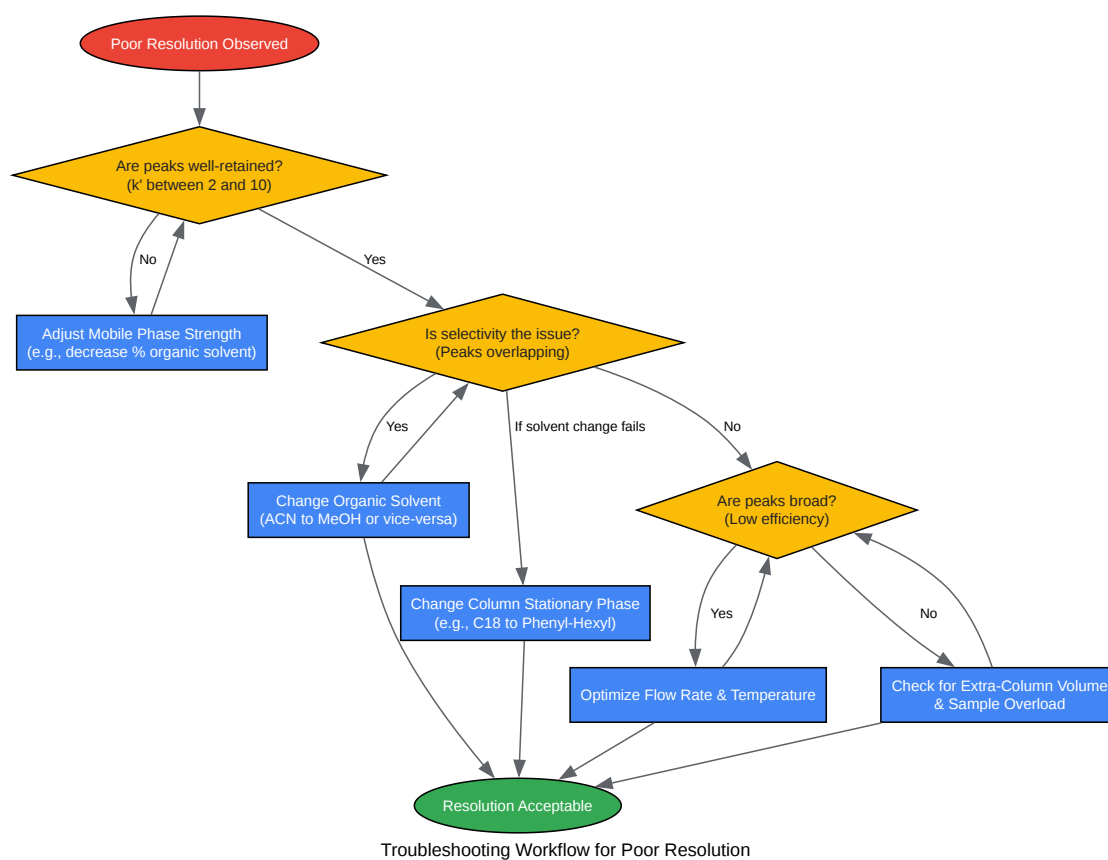 Poor Resolution Observed
Are peaks well-retained?
(k' between 2 and 10)
No
Yes
Adjust Mobile Phase Strength
(e.g., decrease % organic solvent)
Is selectivity the issue?
(Peaks overlapping)
Yes
If solvent change fails
No
Change Organic Solvent
(ACN to MeOH or vice-versa)
Are peaks broad?
(Low efficiency)
Change Column Stationary Phase
(e.g., C18 to Phenyl-Hexyl)
Yes
No
Optimize Flow Rate & Temperature
Check for Extra-Column Volume
& Sample Overload
Resolution Acceptable
Troubleshooting Workflow for Poor Resolution